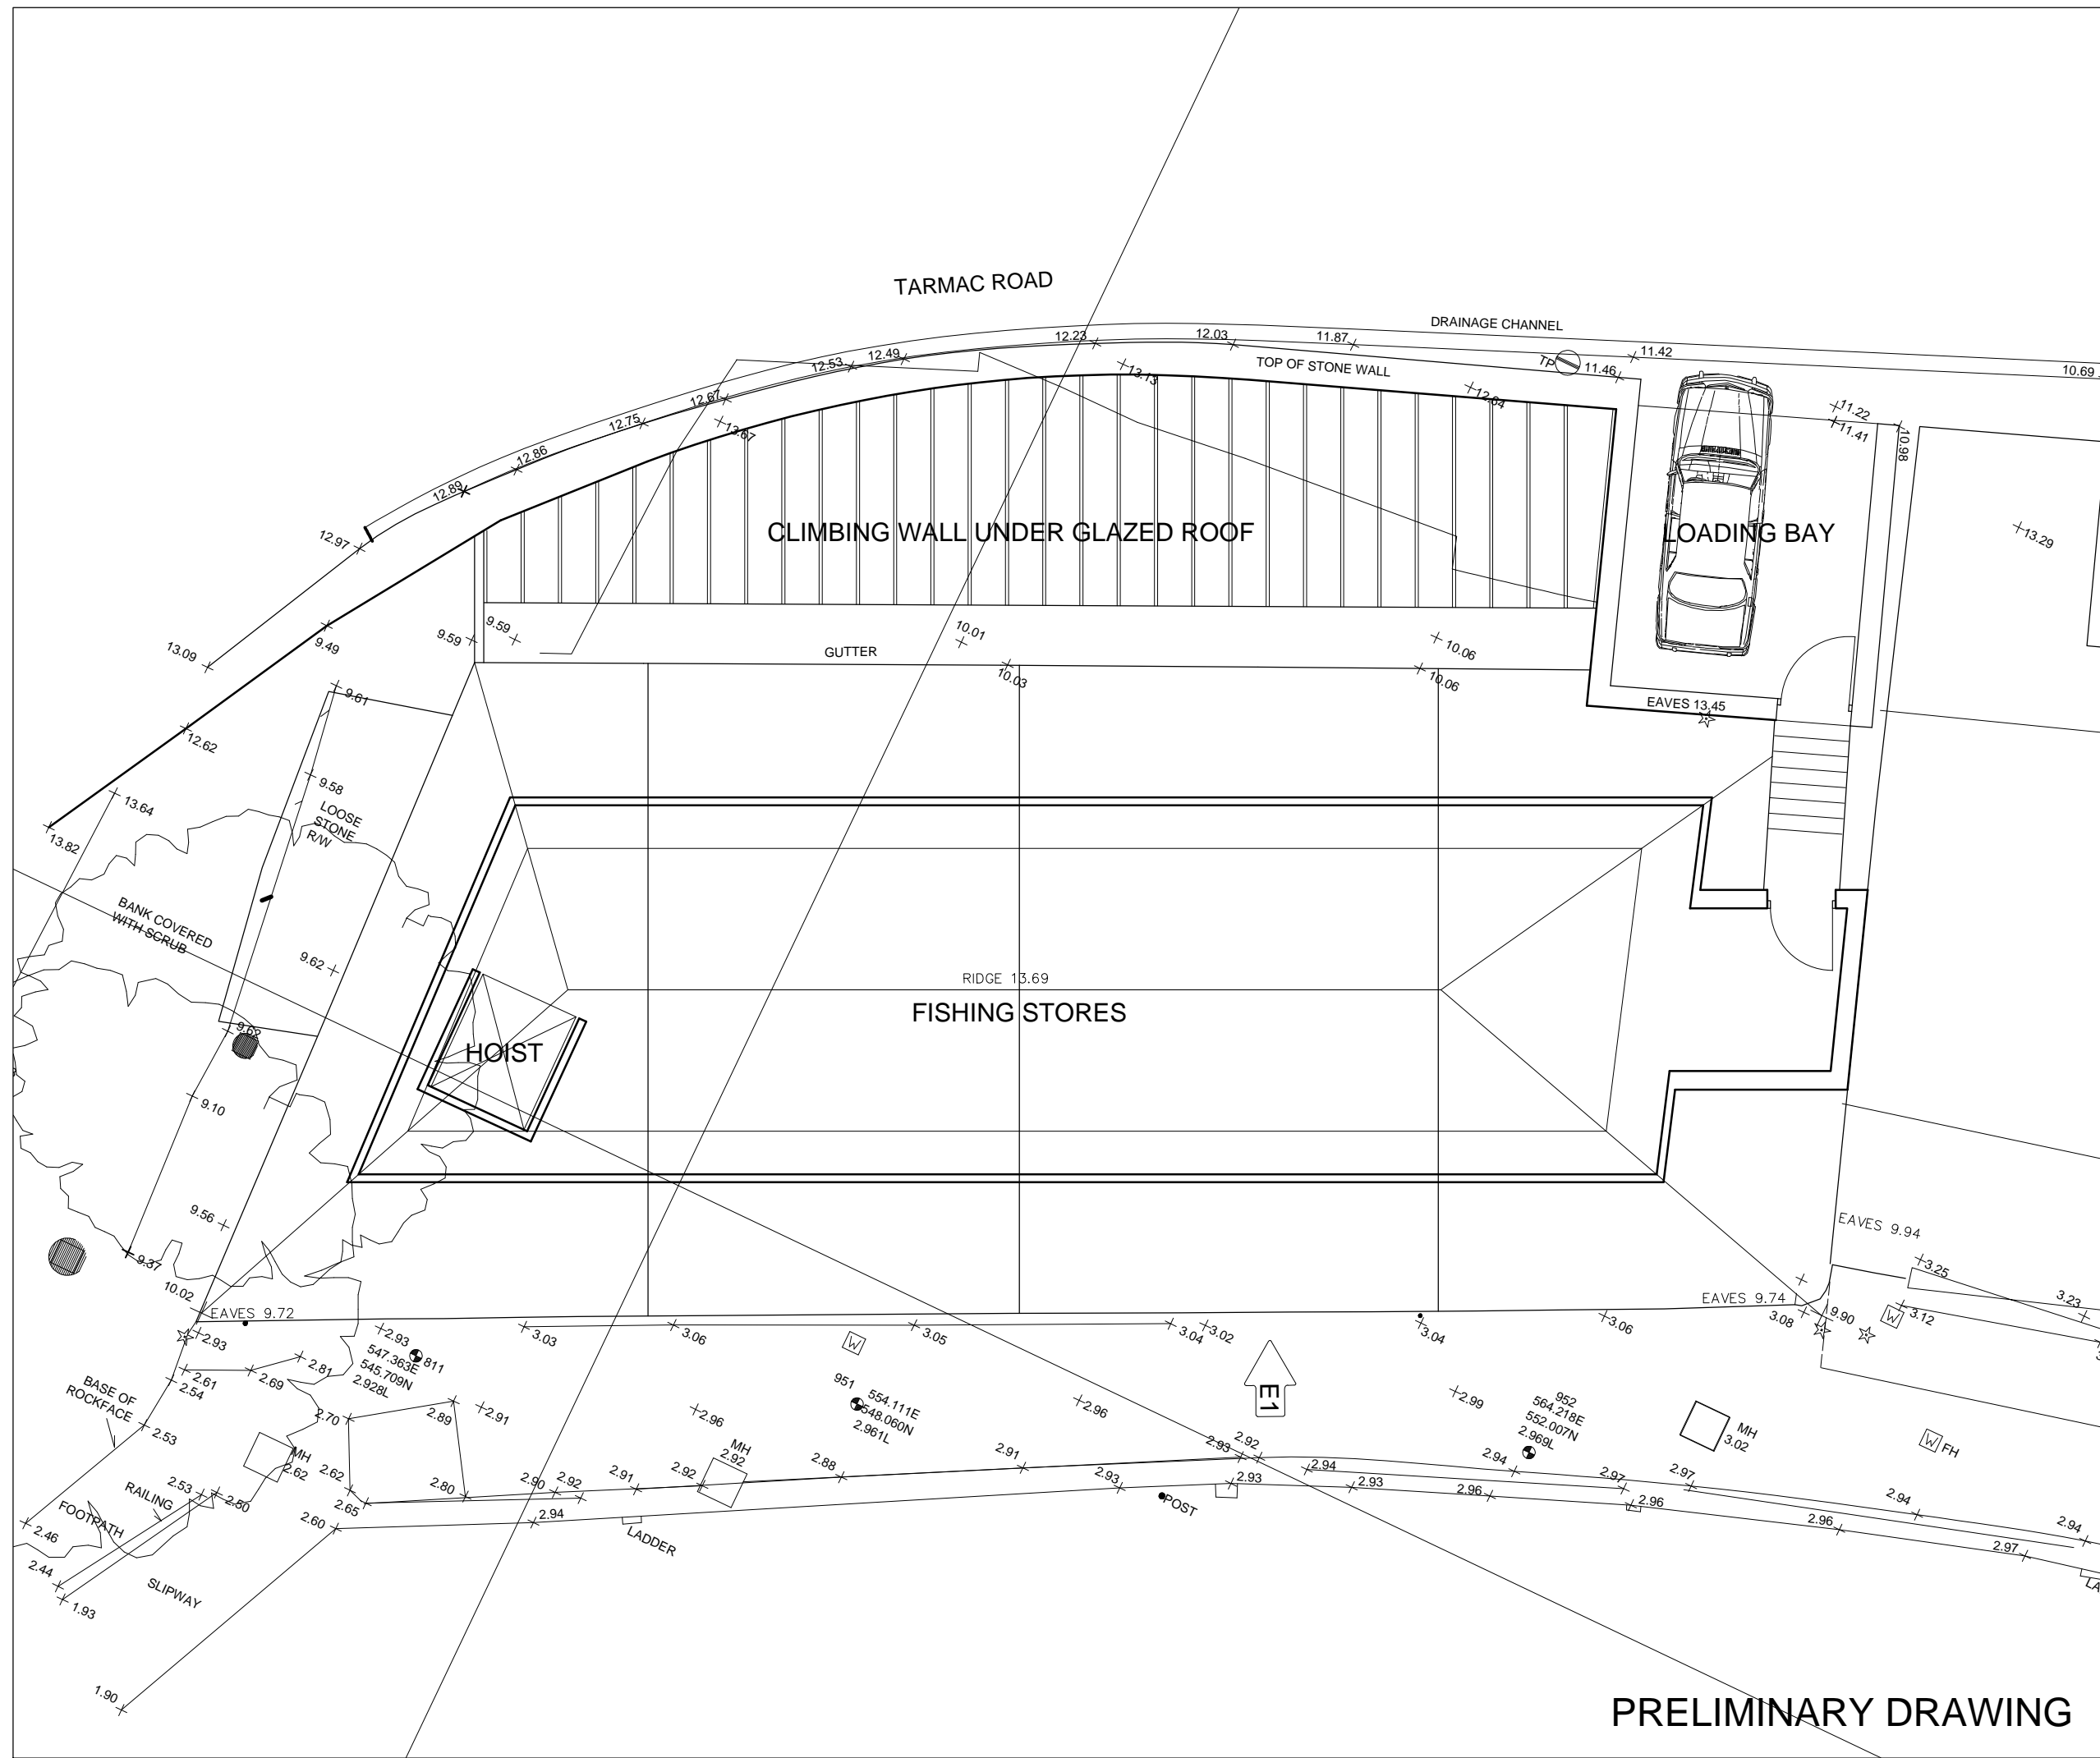 TARMAC ROAD
DRAINAGE CHANNEL
12.23
12.03
11.87
11.42
12.53
12.49
TOP OF STONE WALL
TP
11.46
10.69
13.13
12.67
12.64
11.22
11.41
10.98
12.75
13.67
12.86
12.89
12.97
CLIMBING WALL UNDER GLAZED ROOF
LOADING BAY
13.29
13.09
9.49
9.59
9.59
10.01
10.06
GUTTER
10.03
10.06
9.61
EAVES 13.45
12.62
9.58
LOOSE
STONE
R/W
13.64
13.82
BANK COVERED
WITH SCRUB
9.62
RIDGE 13.69
FISHING STORES
9.62
HOIST
9.10
9.56
9.37
10.02
EAVES 9.72
EAVES 9.94
3.25
3.23
EAVES 9.74
9.90
3.08
W
3.12
2.93
2.93
3.03
3.06
W
3.05
3.04
3.02
3.04
3.06
811
547.363E
545.709N
2.928L
2.81
2.61
2.69
2.54
BASE OF
ROCKFACE
2.53
2.70
2.89
2.91
2.96
951
554.111E
548.060N
2.961L
2.96
E1
2.99
952
564.218E
552.007N
2.969L
MH
3.02
W
FH
MH
2.62
2.62
2.65
2.80
2.90
2.92
2.91
2.92
MH
2.92
2.88
2.91
2.93
2.92
2.94
2.94
2.97
2.97
2.94
2.94
2.53
2.50
RAILING
FOOTPATH
2.46
2.44
1.93
SLIPWAY
2.60
2.94
LADDER
2.93
POST
2.93
2.93
2.96
2.96
2.96
2.97
LA
1.90
PRELIMINARY DRAWING